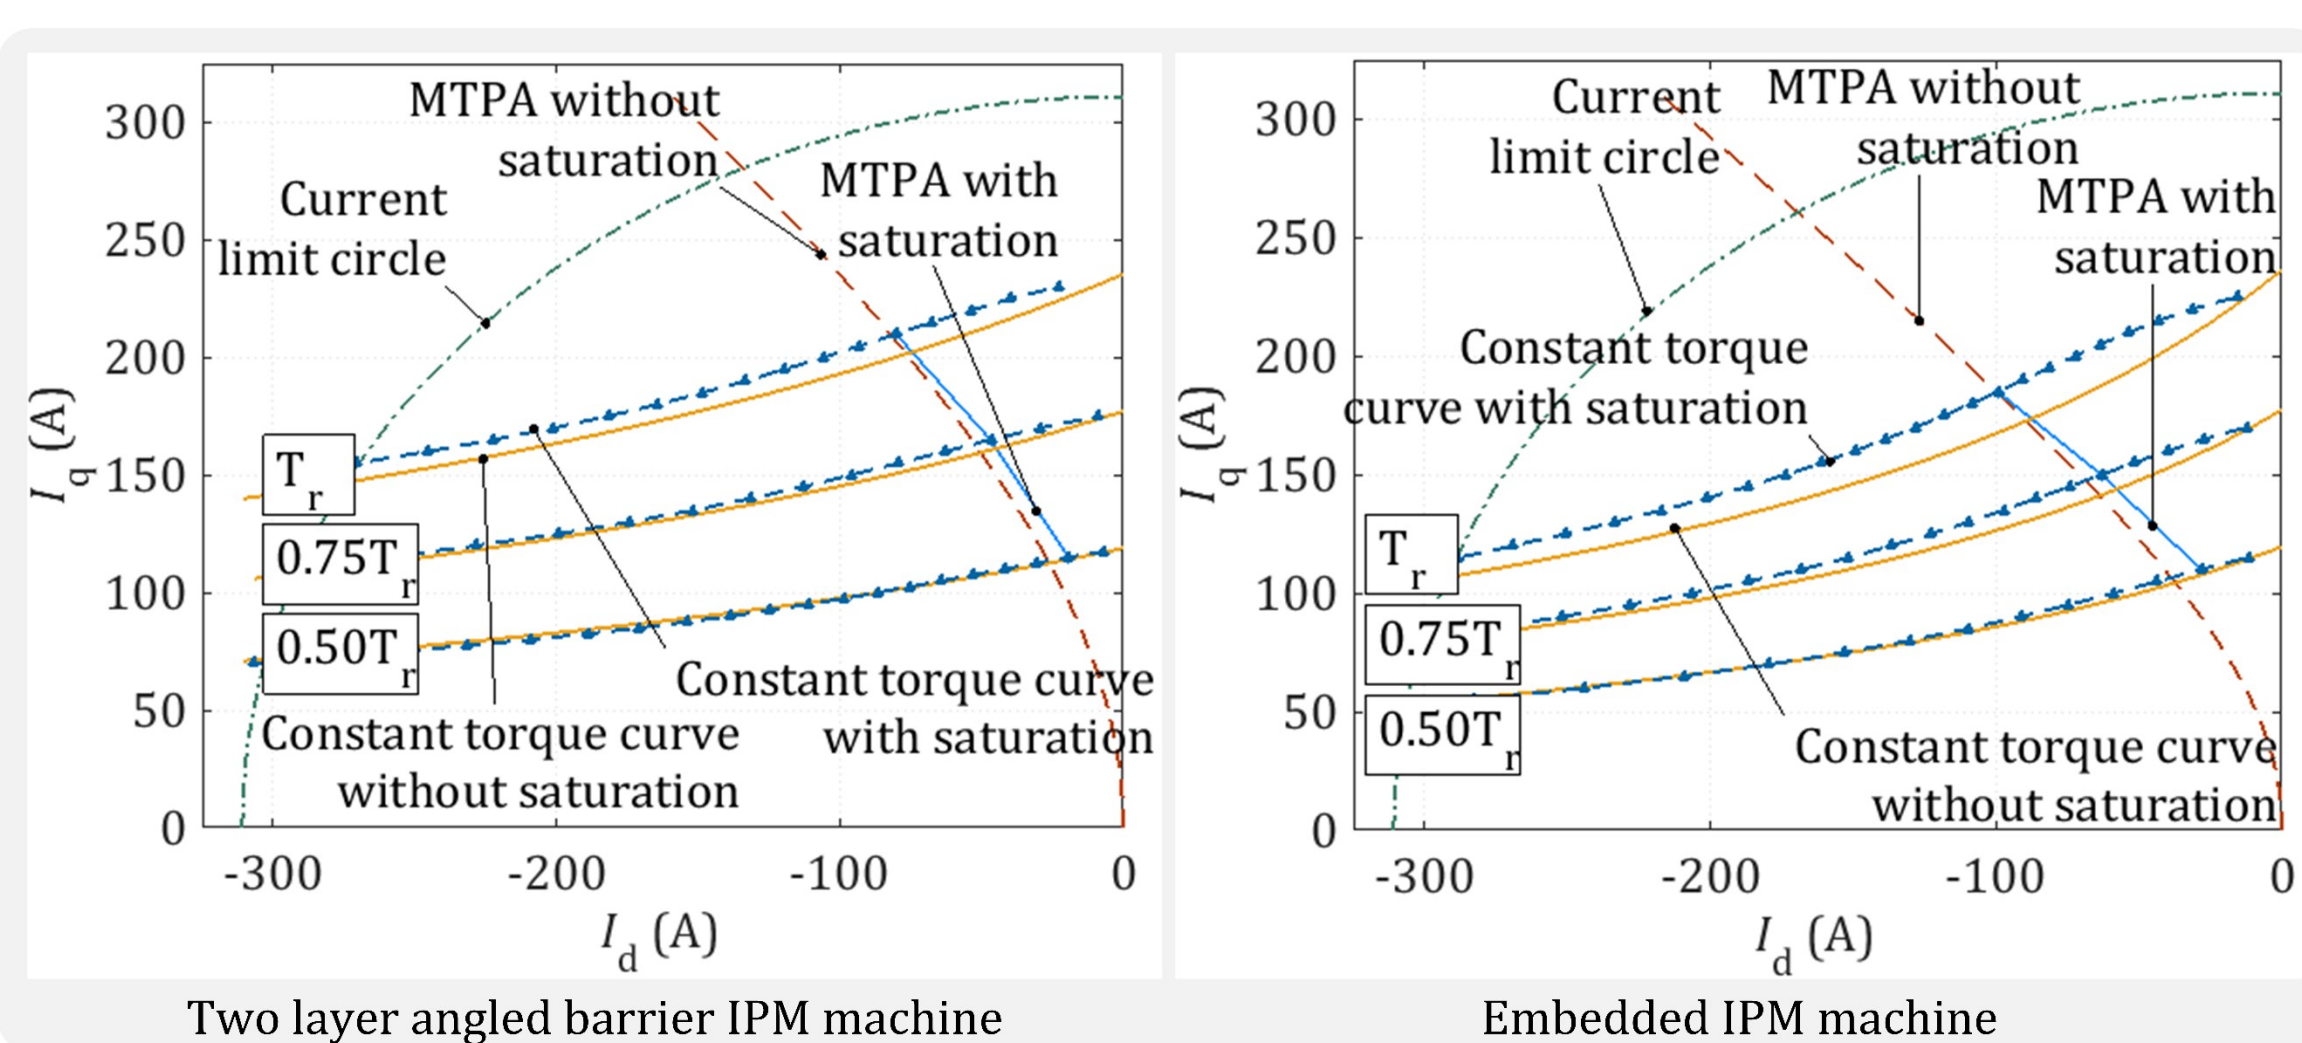 MTPA without
saturation
MTPA with
saturation
Current
limit circle
300
250
200
150
100
50
0
I_q (A)
T_r
0.75T_r
0.50T_r
Constant torque curve
with saturation
Constant torque curve
without saturation
-300
-200
-100
0
I_d (A)
Two layer angled barrier IPM machine
Current
limit circle
MTPA without
saturation
MTPA with
saturation
Constant torque
curve with saturation
300
250
200
150
100
50
0
I_q (A)
T_r
0.75T_r
0.50T_r
Constant torque curve
without saturation
-300
-200
-100
0
I_d (A)
Embedded IPM machine